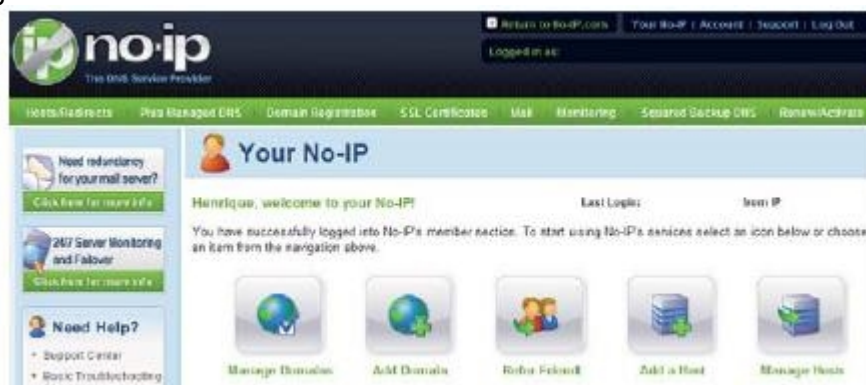 Return to No-IP.com
Your No-IP | Account | Support | Log Out
Logged in as:
no-ip
The DNS Service Provider
Hosts/Redirects Plus Managed DNS Domain Registration SSL Certificates Mail Monitoring Squared Backup DNS Renew/Activate
Need redundancy
for your mail server?
Click here for more info
24/7 Server Monitoring
and Failover
Click here for more info
Need Help?
Support Center
Basic Troubleshooting
Your No-IP
Henrique, welcome to your No-IP!
Last Login: from IP
You have successfully logged into No-IP's member section. To start using No-IP's services select an icon below or choose
an item from the navigation above.
Manage Domains
Add Domain
Refer Friend
Add a Host
Manage Hosts